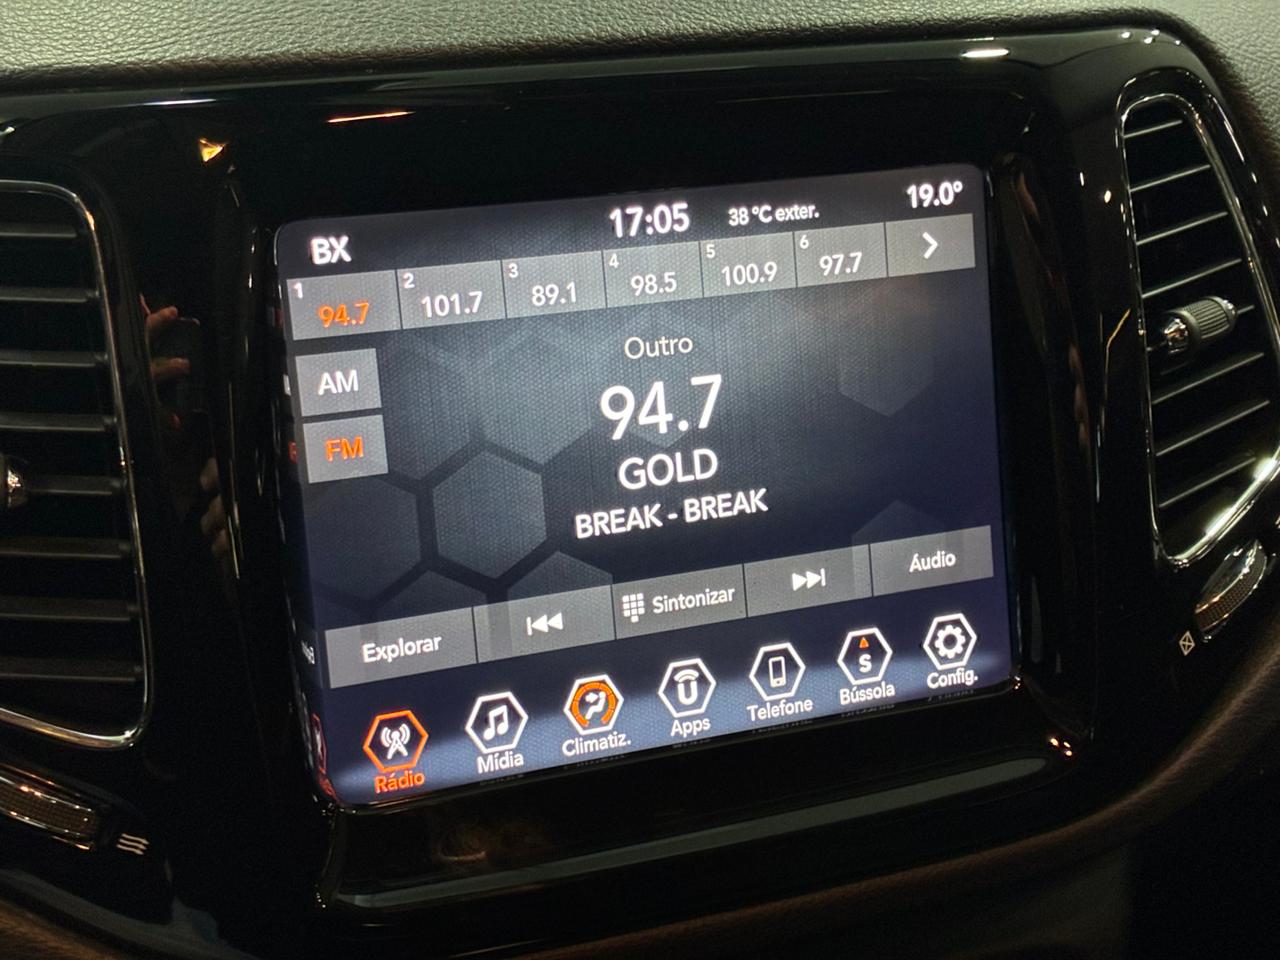 BX 17:05 38°C exter. 19.0°
1 94.7 2 101.7 3 89.1 4 98.5 5 100.9 6 97.7
Outro
AM
94.7
FM
GOLD
BREAK - BREAK
Explorar Sintonizar Áudio
Rádio Mídia Climatiz. Apps Telefone Bússola Config.
U S